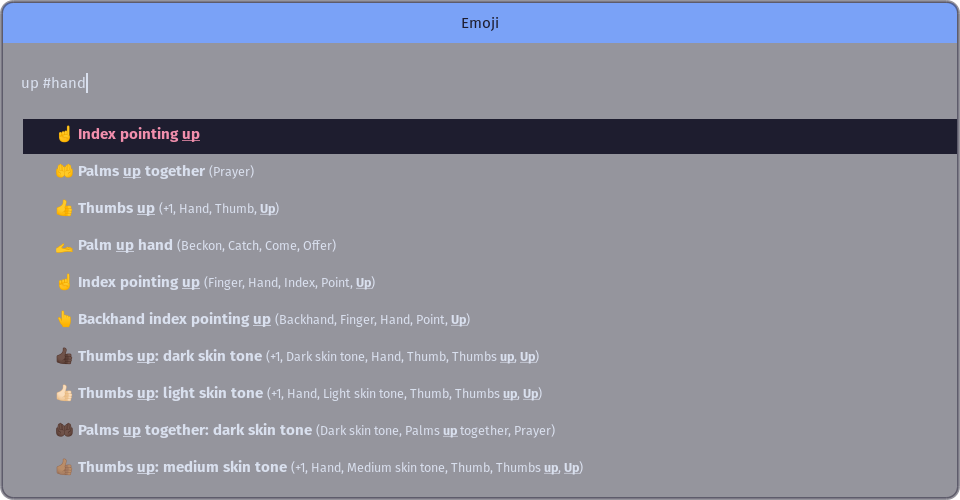 Emoji
up #hand
☝️ Index pointing up
🤲 Palms up together (Prayer)
👍 Thumbs up (+1, Hand, Thumb, Up)
🫴 Palm up hand (Beckon, Catch, Come, Offer)
☝️ Index pointing up (Finger, Hand, Index, Point, Up)
👆 Backhand index pointing up (Backhand, Finger, Hand, Point, Up)
👍🏿 Thumbs up: dark skin tone (+1, Dark skin tone, Hand, Thumb, Thumbs up, Up)
👍🏻 Thumbs up: light skin tone (+1, Hand, Light skin tone, Thumb, Thumbs up, Up)
🤲🏿 Palms up together: dark skin tone (Dark skin tone, Palms up together, Prayer)
👍🏽 Thumbs up: medium skin tone (+1, Hand, Medium skin tone, Thumb, Thumbs up, Up)